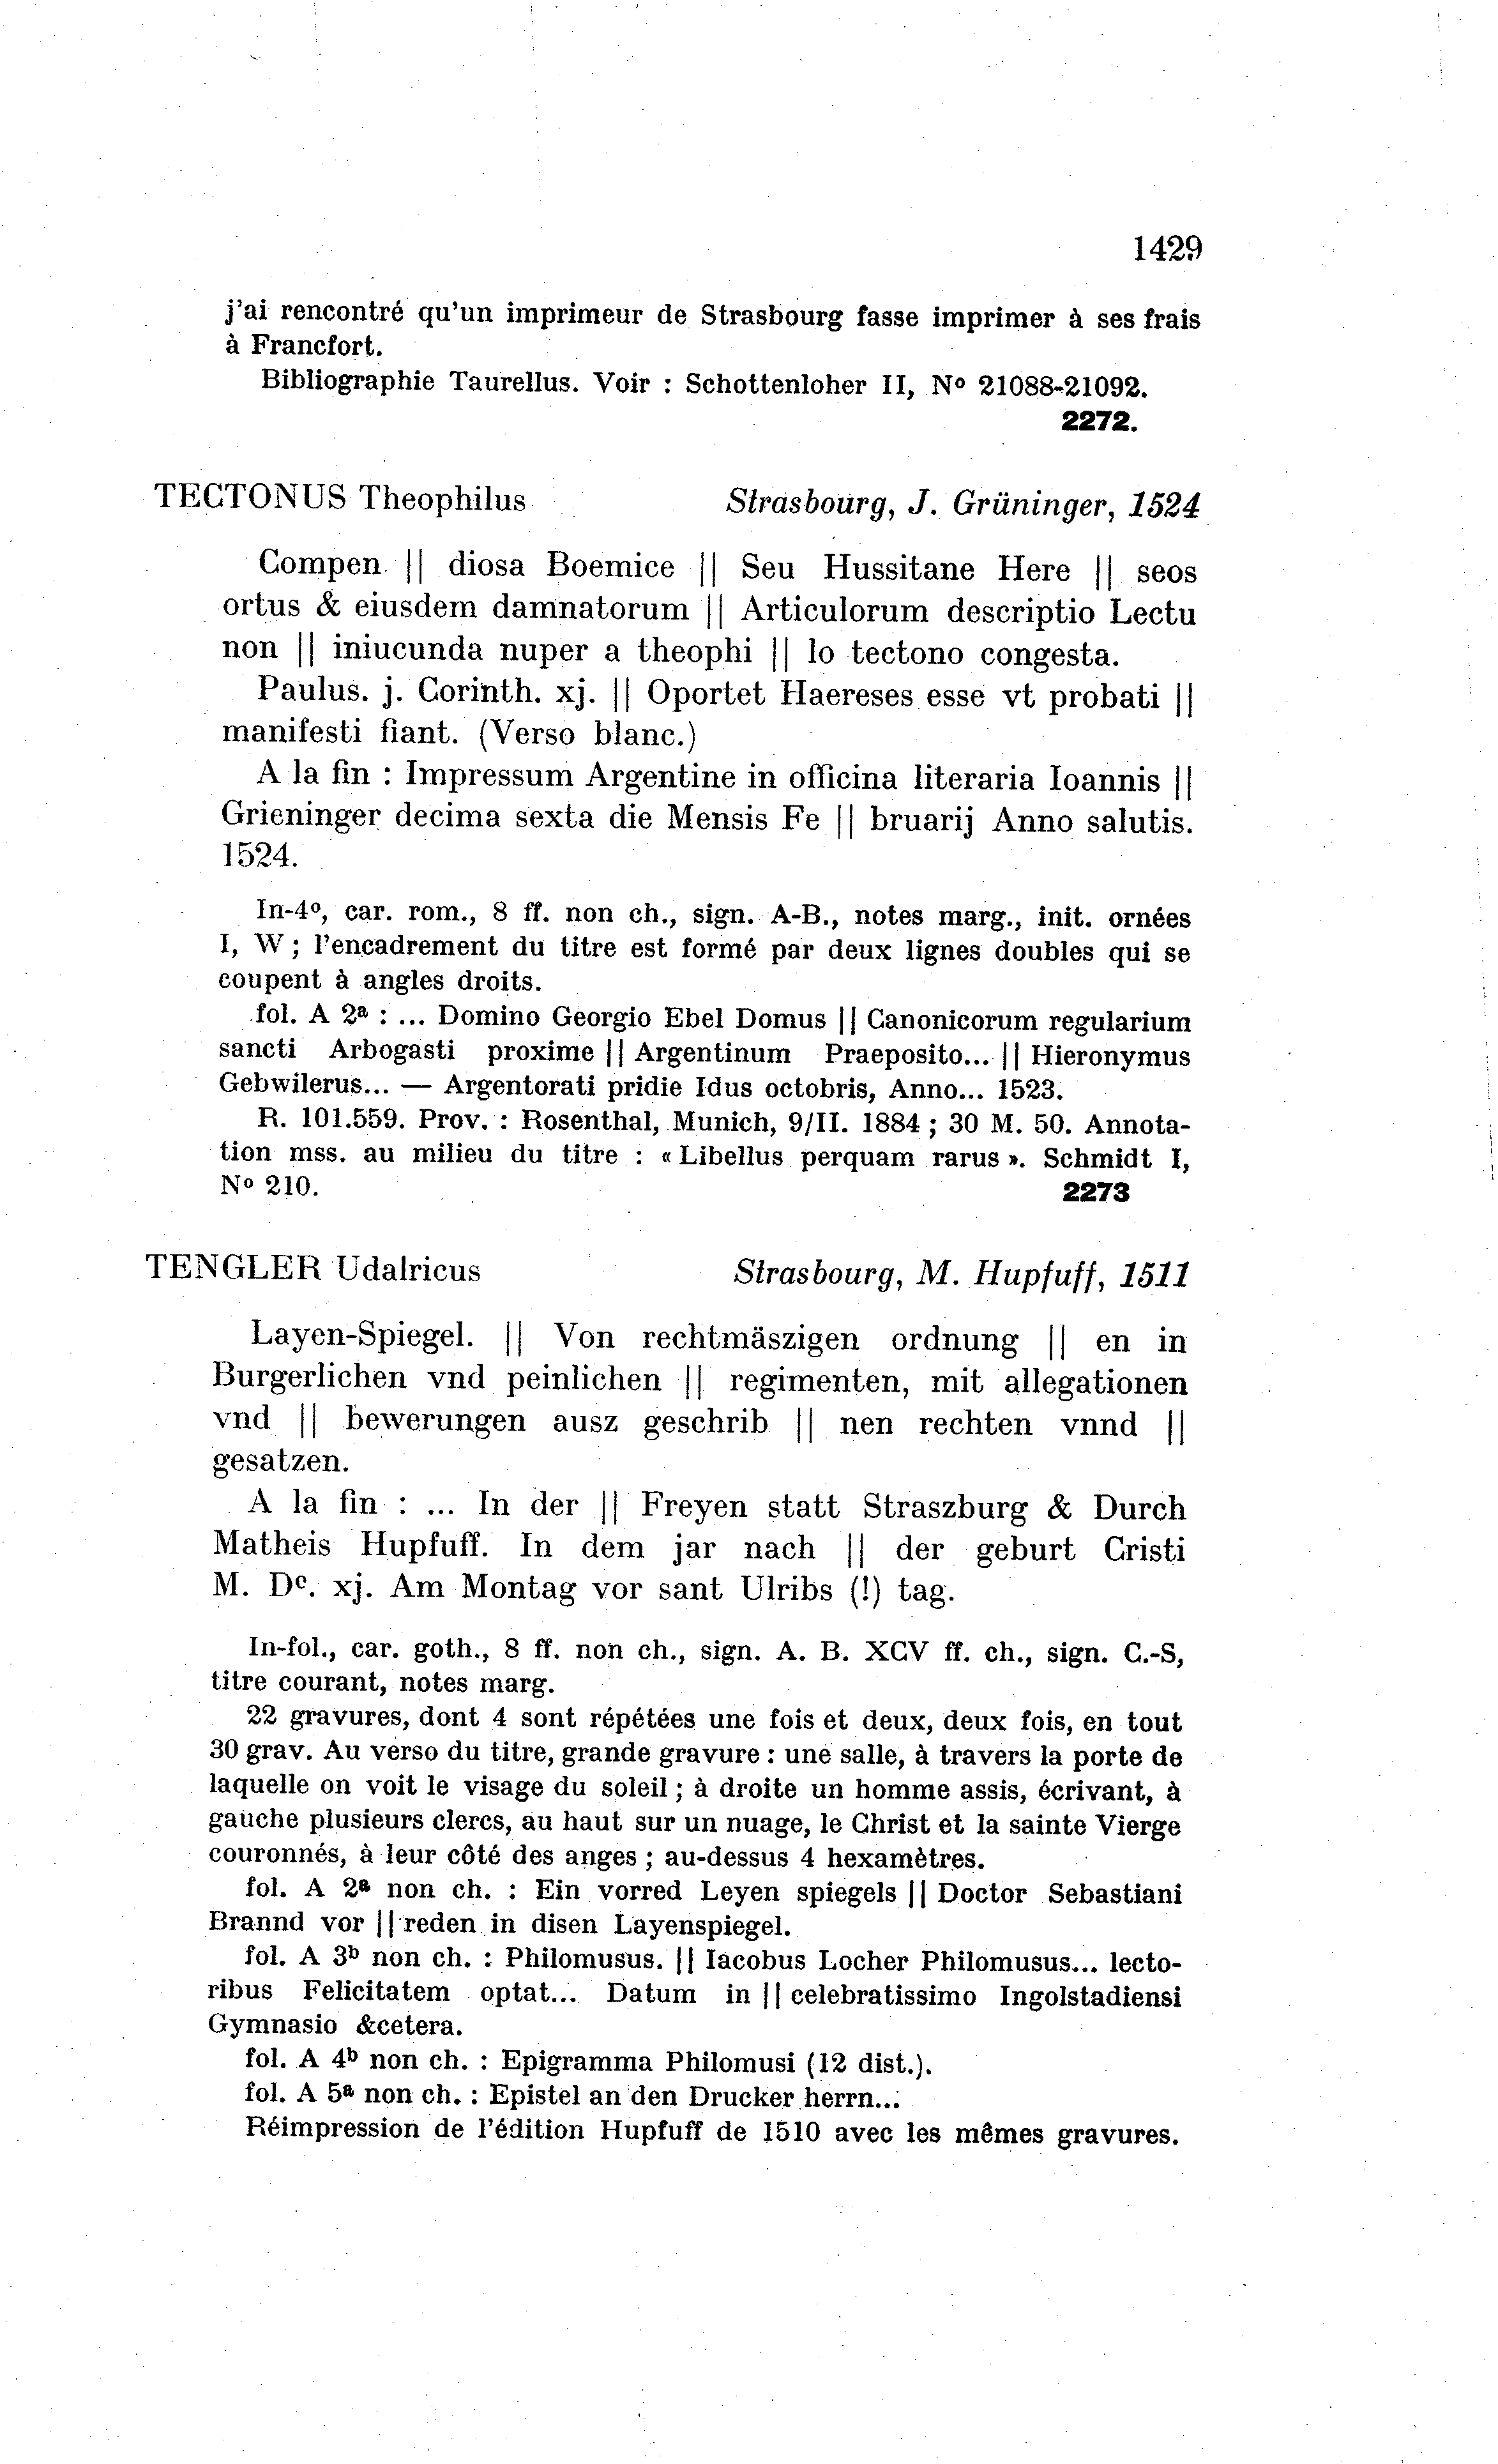 1429
j'ai rencontré qu'un imprimeur de Strasbourg fasse imprimer à ses frais
à Francfort.
Bibliographie Taurellus. Voir : Schottenloher II, Nº 21088-21092.
2272.
TECTONUS Theophilus Strasbourg, J. Grüninger, 1524
Compen || diosa Boemice || Seu Hussitane Here || seos
ortus & eiusdem damnatorum || Articulorum descriptio Lectu
non || iniucunda nuper a theophi || lo tectono congesta.
Paulus. j. Corinth. xj. || Oportet Haereses esse vt probati ||
manifesti fiant. (Verso blanc.)
A la fin : Impressum Argentine in officina literaria Ioannis ||
Grieninger decima sexta die Mensis Fe || bruarij Anno salutis.
1524.
In-4º, car. rom., 8 ff. non ch., sign. A-B., notes marg., init. ornées
I, W ; l'encadrement du titre est formé par deux lignes doubles qui se
coupent à angles droits.
fol. A 2ª : ... Domino Georgio Ebel Domus || Canonicorum regularium
sancti Arbogasti proxime || Argentinum Praeposito... || Hieronymus
Gebwilerus... — Argentorati pridie Idus octobris, Anno... 1523.
R. 101.559. Prov. : Rosenthal, Munich, 9/II. 1884 ; 30 M. 50. Annota-
tion mss. au milieu du titre : « Libellus perquam rarus ». Schmidt I,
Nº 210. 2273
TENGLER Udalricus Strasbourg, M. Hupfuff, 1511
Layen-Spiegel. || Von rechtmäszigen ordnung || en in
Burgerlichen vnd peinlichen || regimenten, mit allegationen
vnd || bewerungen ausz geschrib || nen rechten vnnd ||
gesatzen.
A la fin : ... In der || Freyen statt Straszburg & Durch
Matheis Hupfuff. In dem jar nach || der geburt Cristi
M. Dᶜ. xj. Am Montag vor sant Ulribs (!) tag.
In-fol., car. goth., 8 ff. non ch., sign. A. B. XCV ff. ch., sign. C.-S,
titre courant, notes marg.
22 gravures, dont 4 sont répétées une fois et deux, deux fois, en tout
30 grav. Au verso du titre, grande gravure : une salle, à travers la porte de
laquelle on voit le visage du soleil ; à droite un homme assis, écrivant, à
gauche plusieurs clercs, au haut sur un nuage, le Christ et la sainte Vierge
couronnés, à leur côté des anges ; au-dessus 4 hexamètres.
fol. A 2ª non ch. : Ein vorred Leyen spiegels || Doctor Sebastiani
Brannd vor || reden in disen Layenspiegel.
fol. A 3ᵇ non ch. : Philomusus. || Iacobus Locher Philomusus... lecto-
ribus Felicitatem optat... Datum in || celebratissimo Ingolstadiensi
Gymnasio &cetera.
fol. A 4ᵇ non ch. : Epigramma Philomusi (12 dist.).
fol. A 5ª non ch. : Epistel an den Drucker herrn...
Réimpression de l'édition Hupfuff de 1510 avec les mêmes gravures.